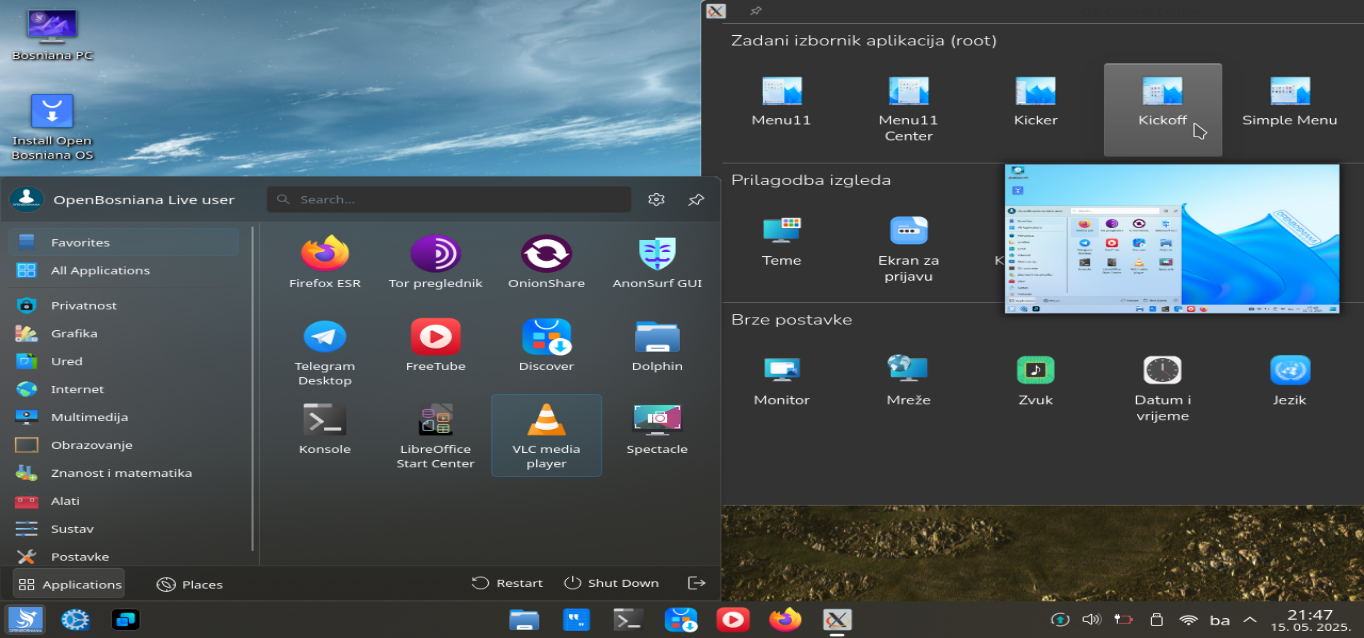 Bosniana PC
Install Open
Bosniana OS
OpenBosniana Live user
Search...
Favorites
All Applications
Privatnost
Grafika
Ured
Internet
Multimedija
Obrazovanje
Znanost i matematika
Alati
Sustav
Postavke
Firefox ESR
Tor preglednik
OnionShare
AnonSurf GUI
Telegram
Desktop
FreeTube
Discover
Dolphin
Konsole
LibreOffice
Start Center
VLC media
player
Spectacle
Applications
Places
Restart
Shut Down
Zadani izbornik aplikacija (root)
Menu11
Menu11
Center
Kicker
Kickoff
Simple Menu
Prilagodba izgleda
Teme
Ekran za
prijavu
K
Brze postavke
Monitor
Mreže
Zvuk
Datum i
vrijeme
Jezik
ba
21:47
15. 05. 2025.